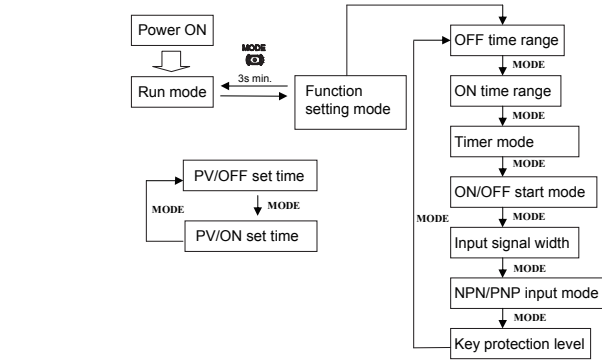 Power ON
MODE
3s min.
Run mode
Function
setting mode
PV/OFF set time
MODE
MODE
PV/ON set time
OFF time range
MODE
ON time range
MODE
Timer mode
MODE
ON/OFF start mode
MODE
MODE
Input signal width
MODE
NPN/PNP input mode
MODE
Key protection level